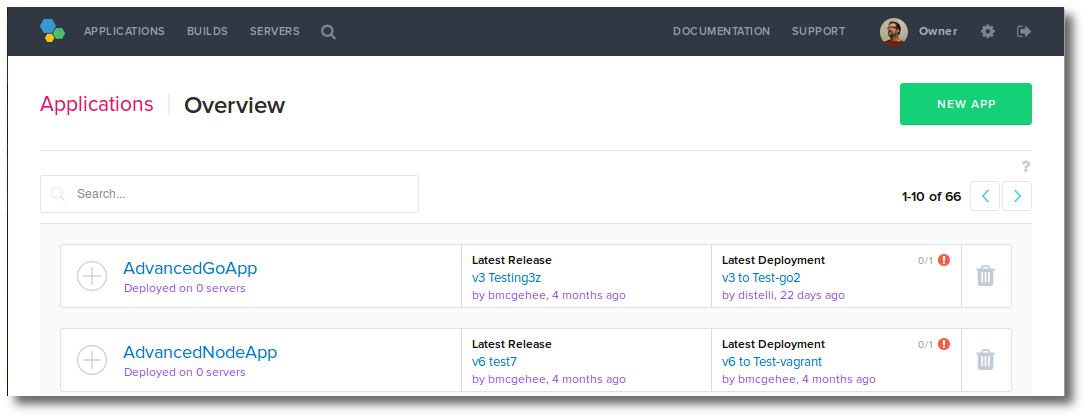 APPLICATIONS BUILDS SERVERS DOCUMENTATION SUPPORT Owner
Applications Overview NEW APP
?
Search... 1-10 of 66
AdvancedGoApp
Deployed on 0 servers
Latest Release
v3 Testing3z
by bmcgehee, 4 months ago
Latest Deployment 0/1
v3 to Test-go2
by distelli, 22 days ago
AdvancedNodeApp
Deployed on 0 servers
Latest Release
v6 test7
by bmcgehee, 4 months ago
Latest Deployment 0/1
v6 to Test-vagrant
by bmcgehee, 4 months ago